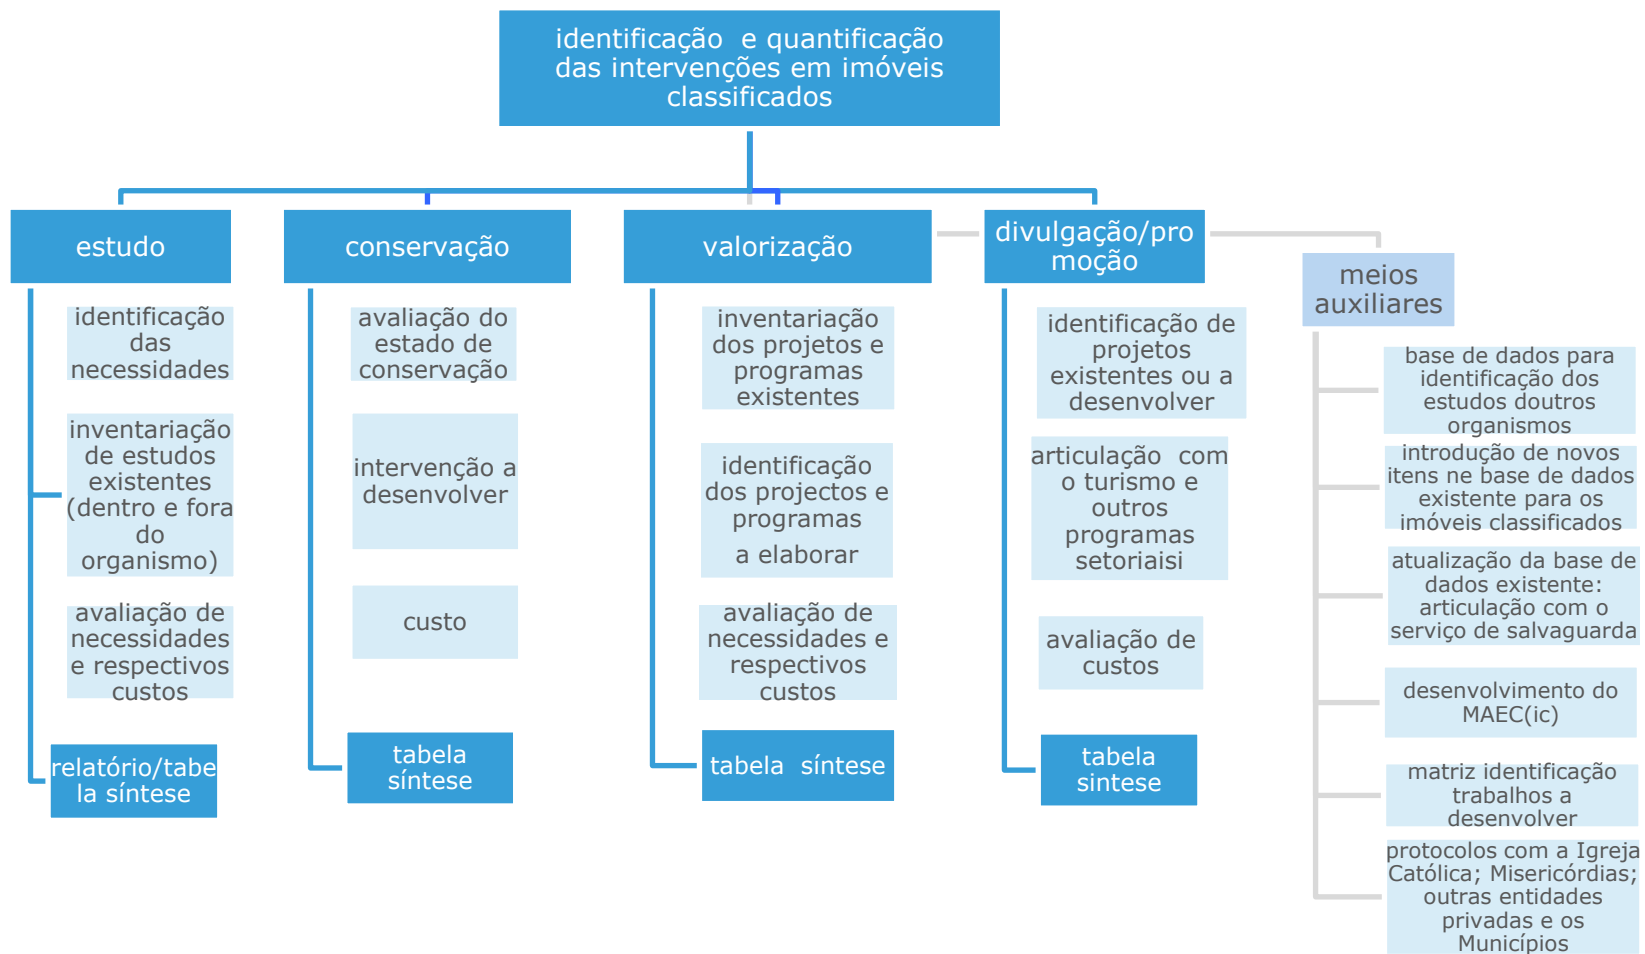 identificação e quantificação
das intervenções em imóveis
classificados
estudo
identificação
das
necessidades
inventariação
de estudos
existentes
(dentro e fora
do
organismo)
avaliação de
necessidades
e respectivos
custos
relatório/tabe
la síntese
conservação
avaliação do
estado de
conservação
intervenção a
desenvolver
custo
tabela
síntese
valorização
inventariação
dos projetos e
programas
existentes
identificação
dos projectos e
programas
a elaborar
avaliação de
necessidades e
respectivos
custos
tabela síntese
divulgação/pro
moção
identificação de
projetos
existentes ou a
desenvolver
articulação com
o turismo e
outros
programas
setoriaisi
avaliação de
custos
tabela
sintese
meios
auxiliares
base de dados para
identificação dos
estudos doutros
organismos
introdução de novos
itens ne base de dados
existente para os
imóveis classificados
atualização da base de
dados existente:
articulação com o
serviço de salvaguarda
desenvolvimento do
MAEC(ic)
matriz identificação
trabalhos a
desenvolver
protocolos com a Igreja
Católica; Misericórdias;
outras entidades
privadas e os
Municípios